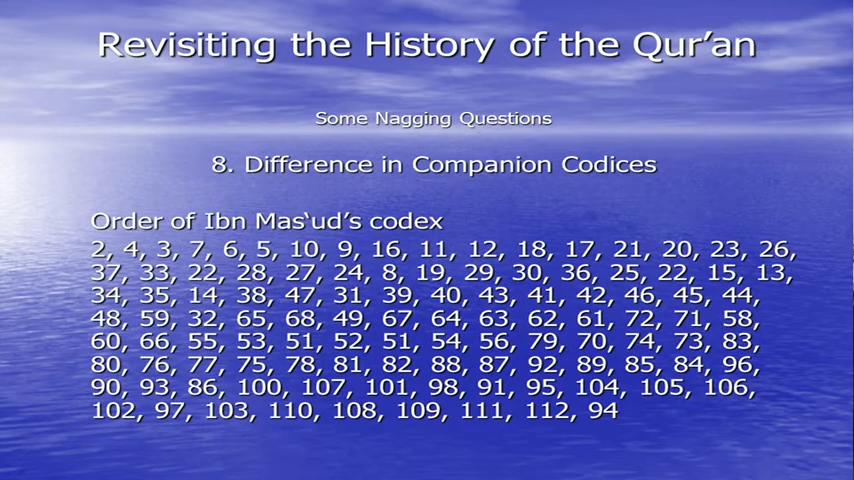 Revisiting the History of the Qur’an
Some Nagging Questions
8. Difference in Companion Codices
Order of Ibn Mas‛ud’s codex
2, 4, 3, 7, 6, 5, 10, 9, 16, 11, 12, 18, 17, 21, 20, 23, 26,
37, 33, 22, 28, 27, 24, 8, 19, 29, 30, 36, 25, 22, 15, 13,
34, 35, 14, 38, 47, 31, 39, 40, 43, 41, 42, 46, 45, 44,
48, 59, 32, 65, 68, 49, 67, 64, 63, 62, 61, 72, 71, 58,
60, 66, 55, 53, 51, 52, 51, 54, 56, 79, 70, 74, 73, 83,
80, 76, 77, 75, 78, 81, 82, 88, 87, 92, 89, 85, 84, 96,
90, 93, 86, 100, 107, 101, 98, 91, 95, 104, 105, 106,
102, 97, 103, 110, 108, 109, 111, 112, 94